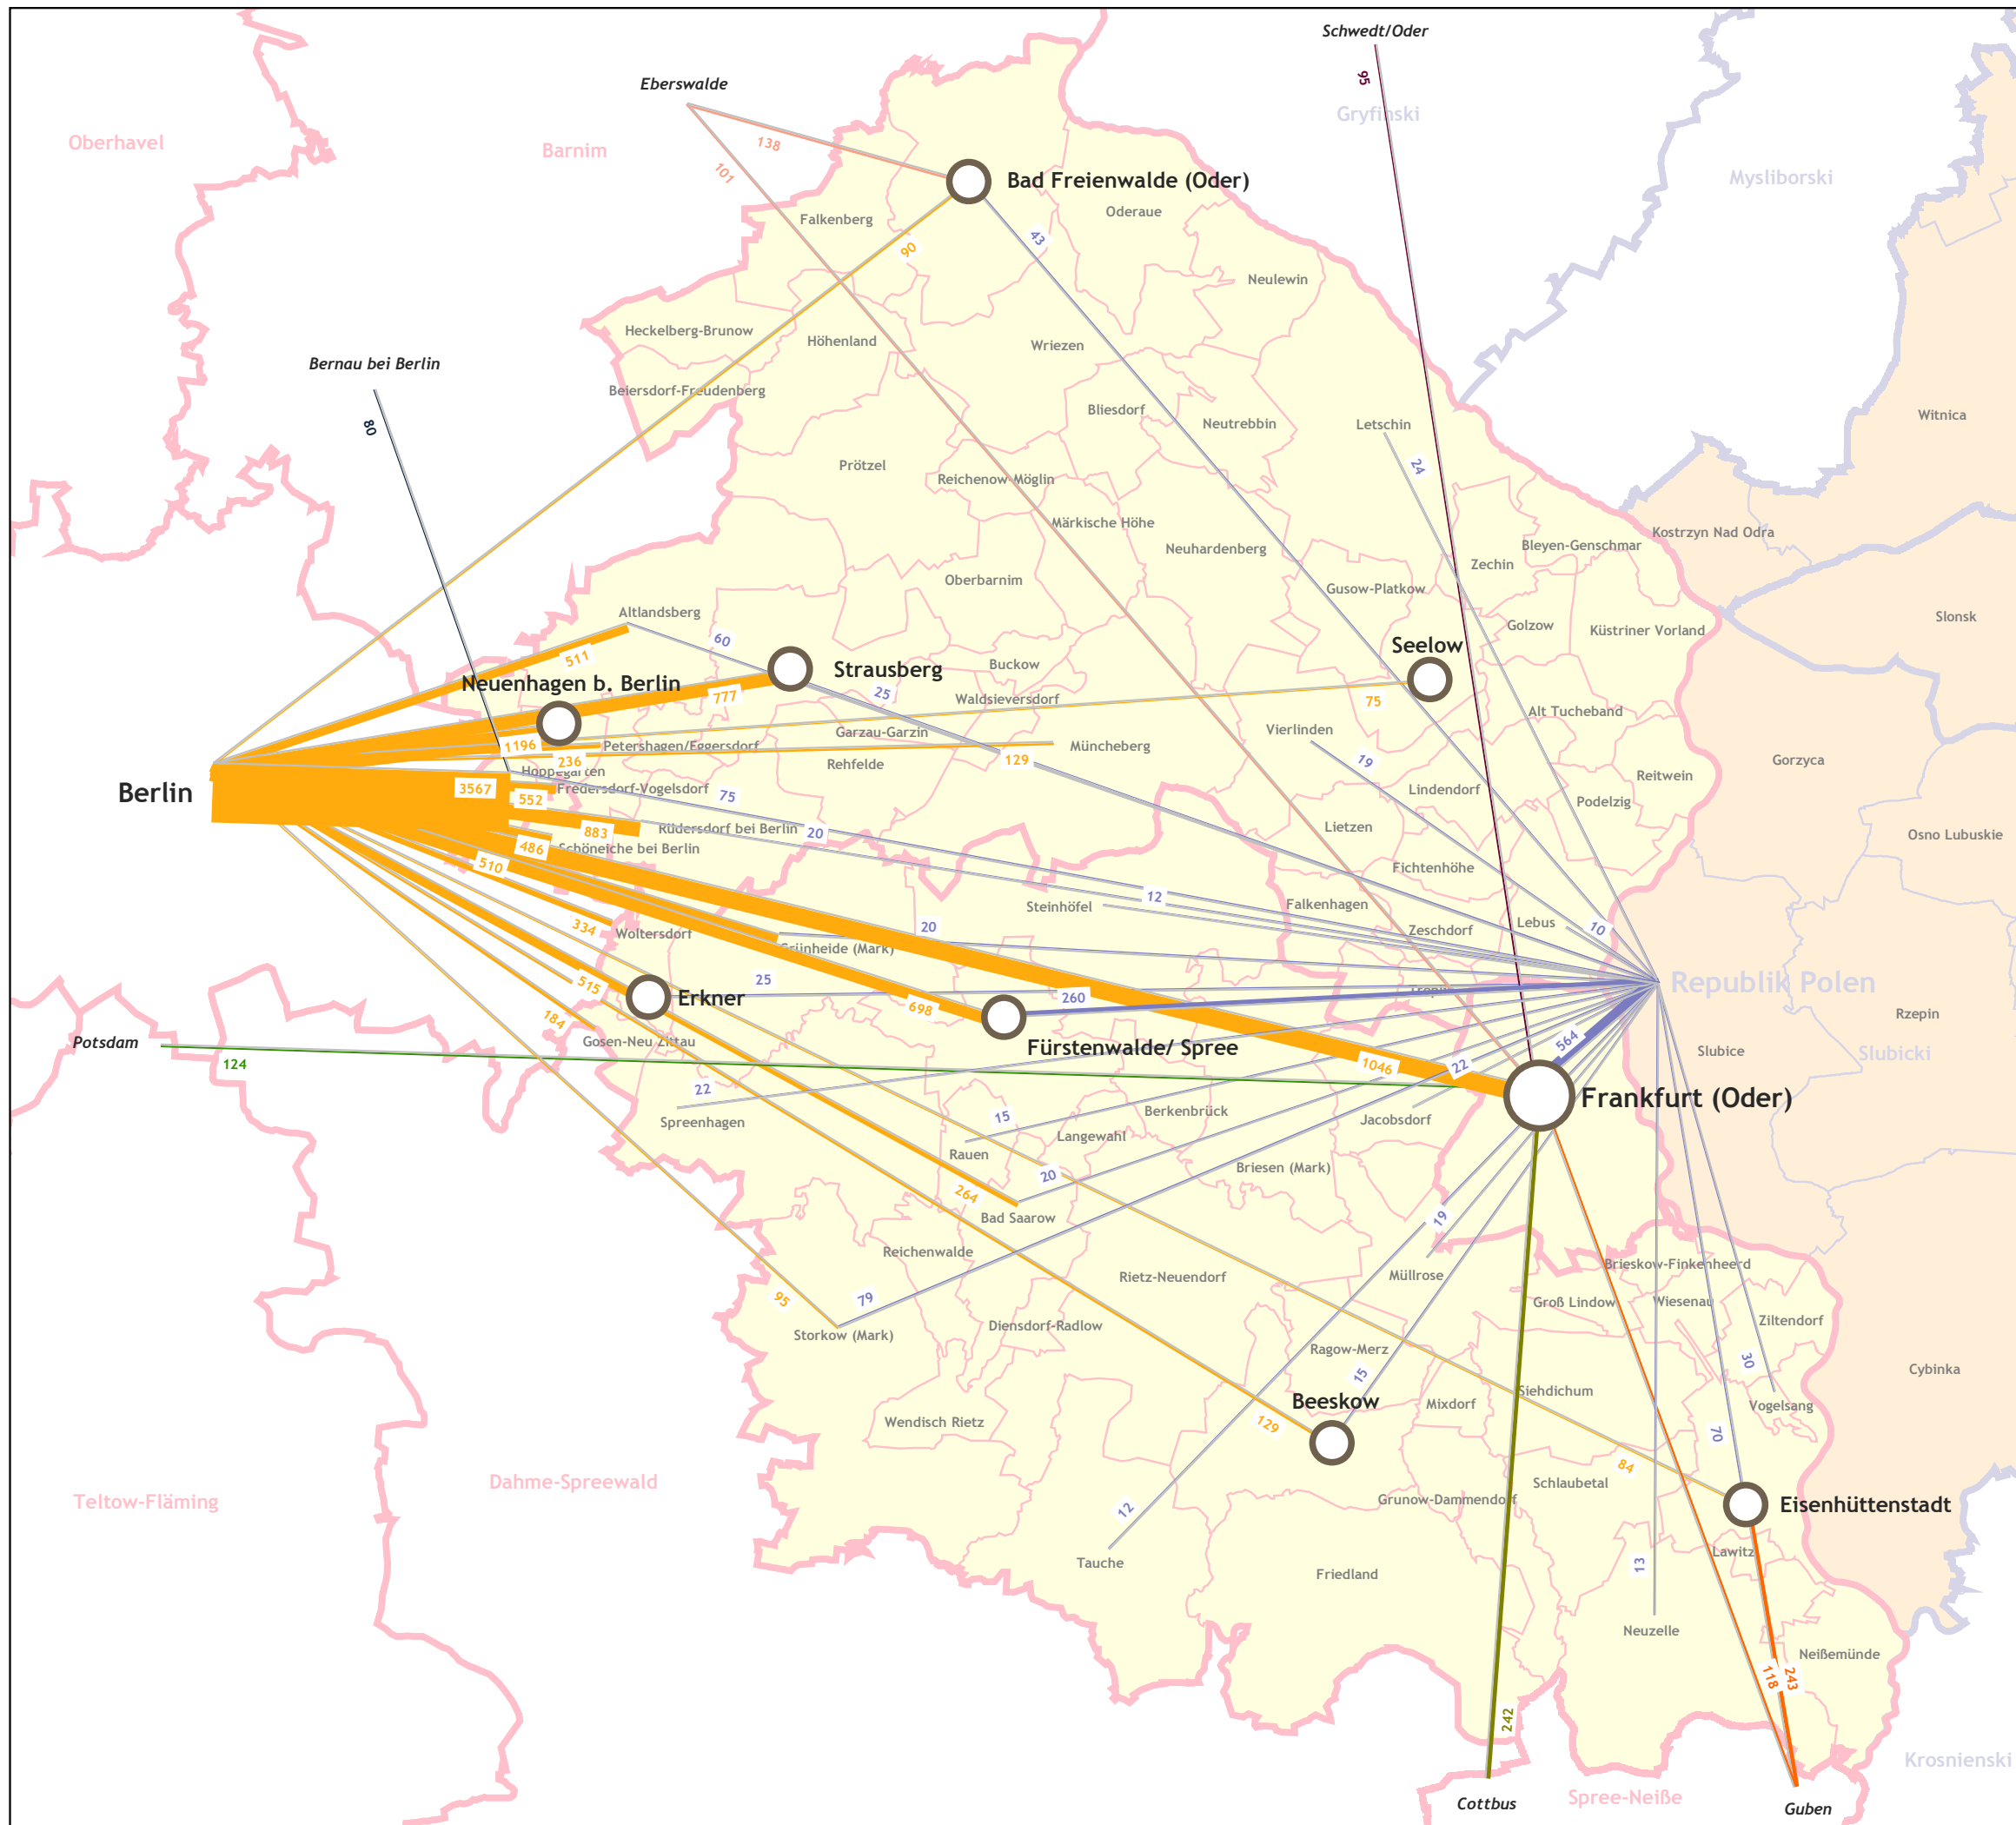 Schwedt/Oder
Eberswalde
95
Oberhavel
Barnim
138
Gryfinski
101
Mysliborski
Bad Freienwalde (Oder)
Oderaue
Falkenberg
90
43
Neulewin
Heckelberg-Brunow
Höhenland
Wriezen
Bernau bei Berlin
Beiersdorf-Freudenberg
Bliesdorf
Neutrebbin
Letschin
Witnica
80
Prötzel
24
Reichenow-Möglin
Märkische Höhe
Kostrzyn Nad Odra
Neuhardenberg
Bleyen-Genschmar
Zechin
Oberbarnim
Gusow-Platkow
Altlandsberg
Golzow
Küstriner Vorland
Slonsk
60
Seelow
511
Buckow
Strausberg
Neuenhagen b. Berlin
777
25
Waldsieversdorf
75
Alt Tucheband
Garzau-Garzin
Vierlinden
1196
Petershagen/Eggersdorf
Müncheberg
236
129
19
Gorzyca
Hoppegarten
Rehfelde
Reitwein
Berlin
3567
552
Fredersdorf-Vogelsdorf
75
Lindendorf
Podelzig
883
Rüdersdorf bei Berlin
20
Lietzen
Osno Lubuskie
486
Schöneiche bei Berlin
510
Fichtenhöhe
Steinhöfel
12
Falkenhagen
334
Woltersdorf
20
Zeschdorf
Lebus
10
Grünheide (Mark)
515
25
Republik Polen
Erkner
260
698
Rzepin
184
Potsdam
Gosen-Neu Zittau
Fürstenwalde/ Spree
564
Slubice
Slubicki
124
1046
22
22
Frankfurt (Oder)
Spreenhagen
15
Berkenbrück
Jacobsdorf
Langewahl
Rauen
Briesen (Mark)
20
264
Bad Saarow
19
Reichenwalde
Rietz-Neuendorf
Müllrose
Brieskow-Finkenheerd
95
79
Groß Lindow
Wiesenau
Storkow (Mark)
Diensdorf-Radlow
Ziltendorf
Ragow-Merz
15
30
Cybinka
Siehdichum
Beeskow
Mixdorf
Vogelsang
Wendisch Rietz
129
70
84
Teltow-Fläming
Dahme-Spreewald
Schlaubetal
Grunow-Dammendorf
Eisenhüttenstadt
12
Tauche
Lawitz
13
Friedland
Neuzelle
Neißemünde
118
243
242
Krosnienski
Cottbus
Spree-Neiße
Guben